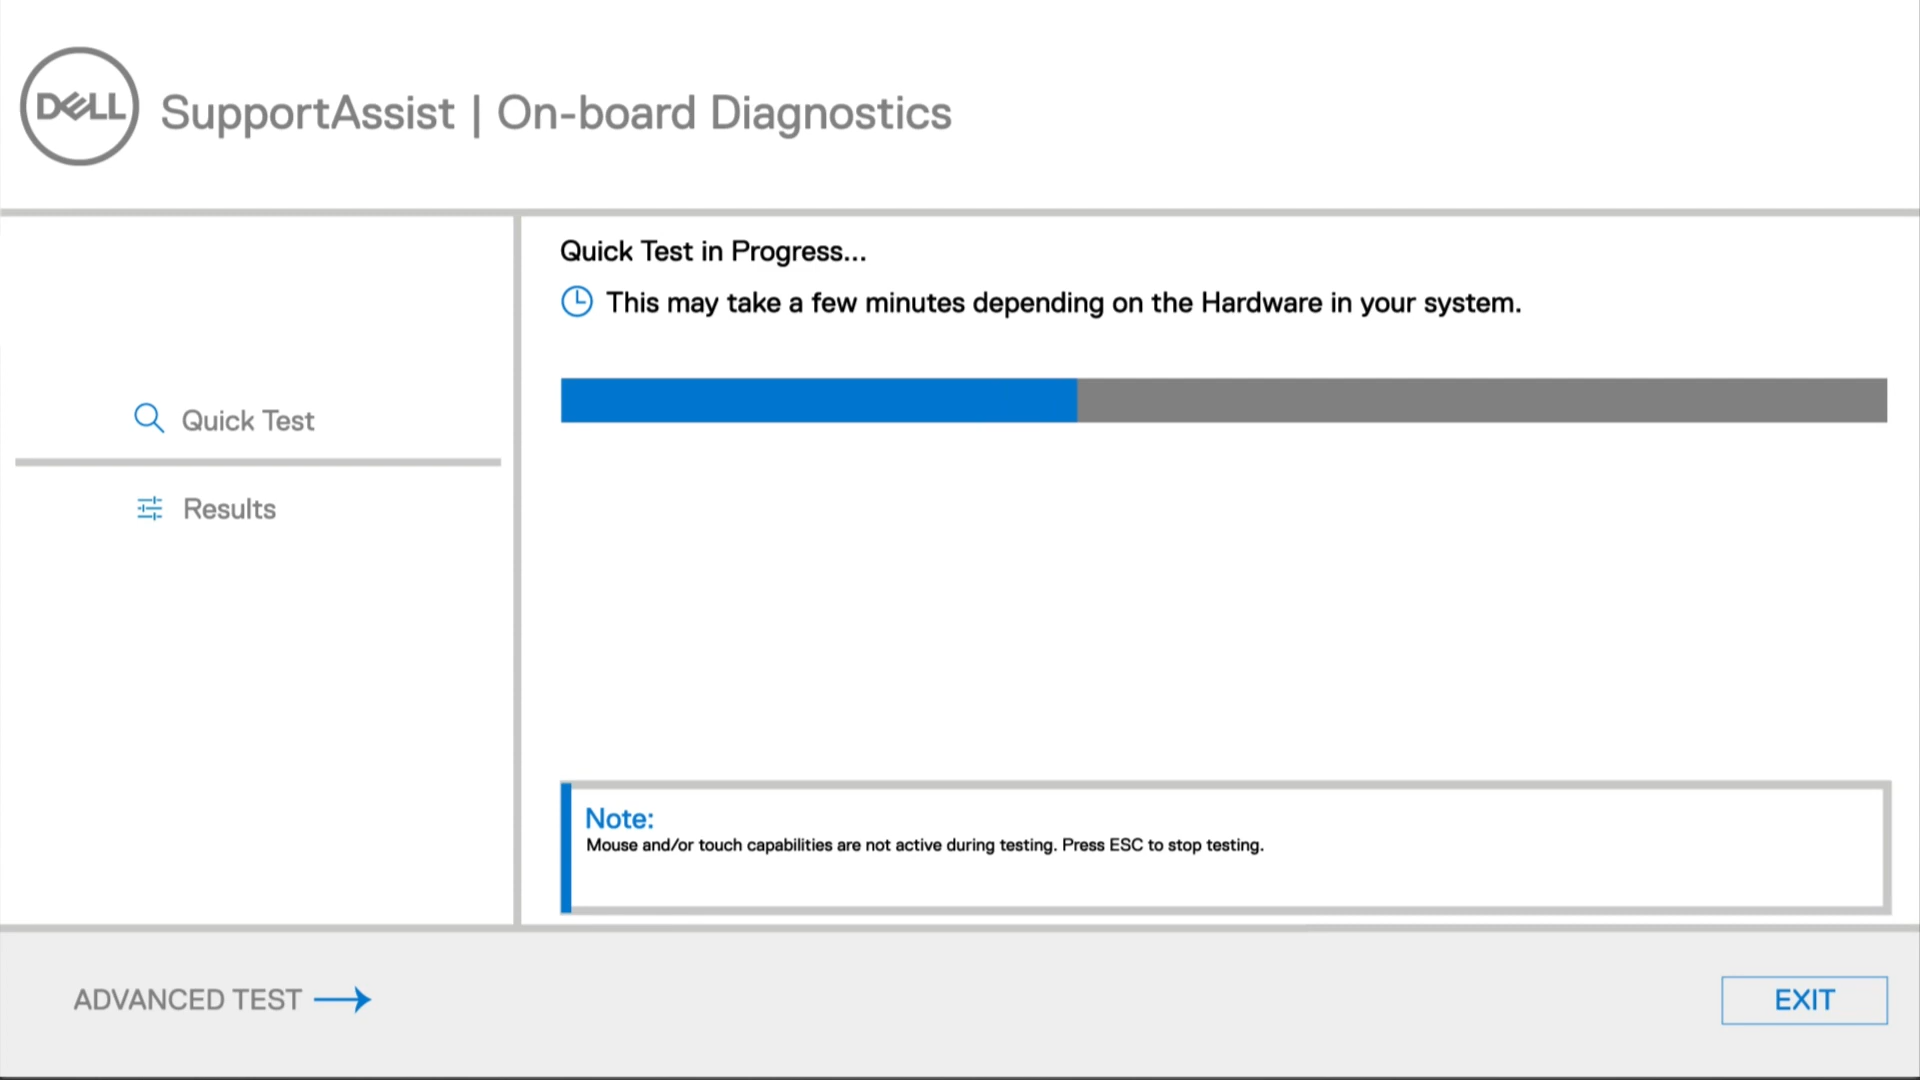 DELL
SupportAssist | On-board Diagnostics
Quick Test
Results
Quick Test in Progress...
This may take a few minutes depending on the Hardware in your system.
Note:
Mouse and/or touch capabilities are not active during testing. Press ESC to stop testing.
ADVANCED TEST
EXIT